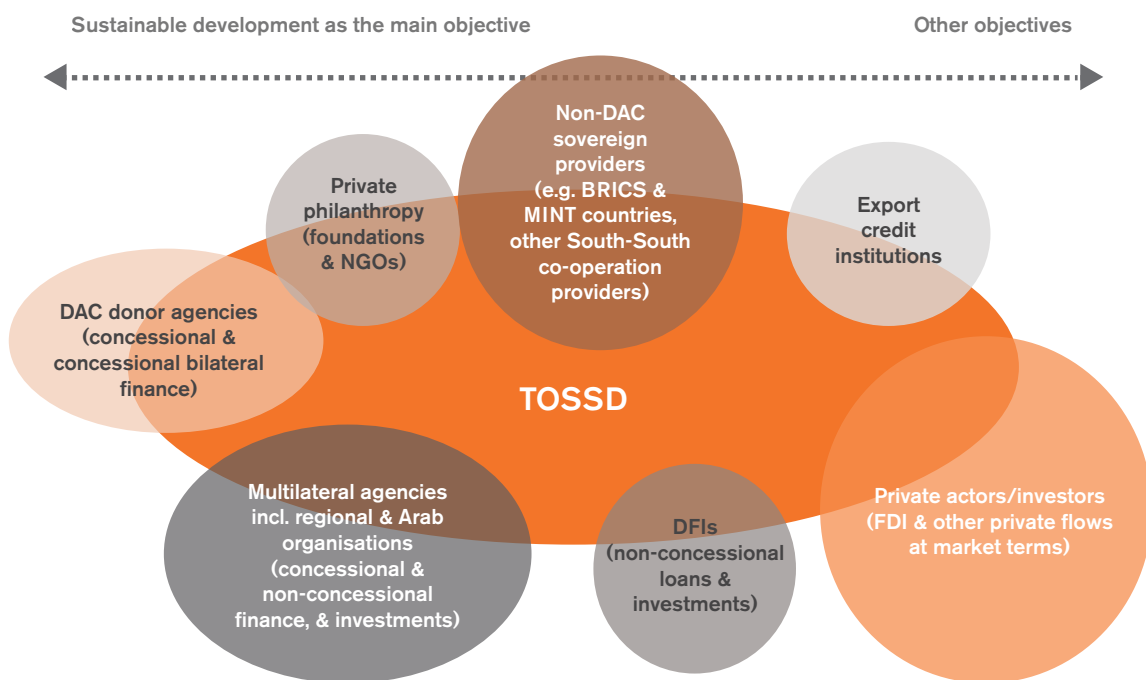 Sustainable development as the main objective
Other objectives
Non-DAC
sovereign
providers
(e.g. BRICS &
MINT countries,
other South-South
co-operation
providers)
Private
philanthropy
(foundations
& NGOs)
Export
credit
institutions
DAC donor agencies
(concessional &
concessional bilateral
finance)
TOSSD
Multilateral agencies
incl. regional & Arab
organisations
(concessional &
non-concessional
finance, & investments)
DFIs
(non-concessional
loans &
investments)
Private actors/investors
(FDI & other private flows
at market terms)